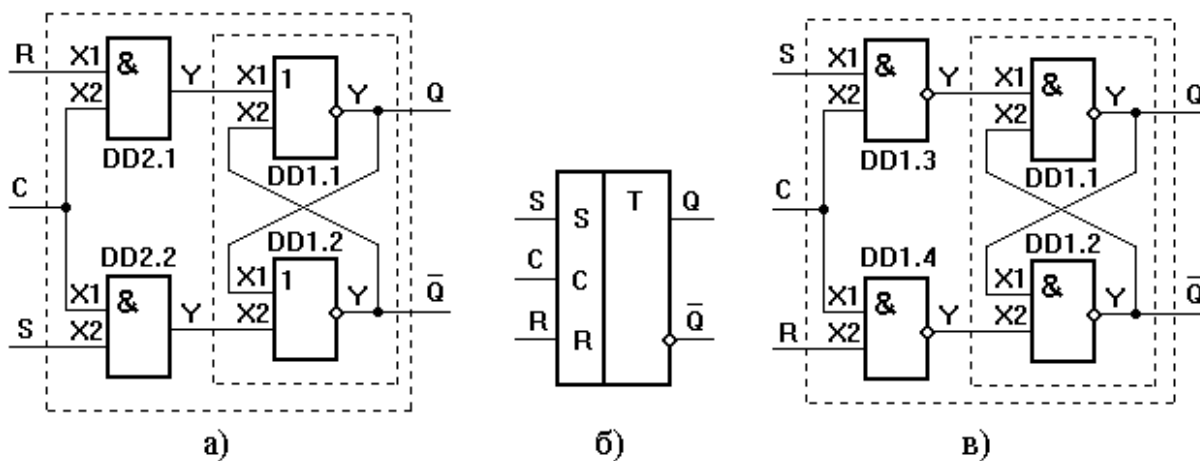 R X1 & Y X1 1 Y Q
X2 X2
DD2.1 DD1.1
C
DD2.2 DD1.2
X1 & Y X1 1 Y Q̅
S X2 X2
а)
S S T Q
C C
R R Q̅
б)
S X1 & Y X1 & Y Q
X2 X2
DD1.3 DD1.1
C
DD1.4 DD1.2
X1 & Y X1 & Y Q̅
R X2 X2
в)